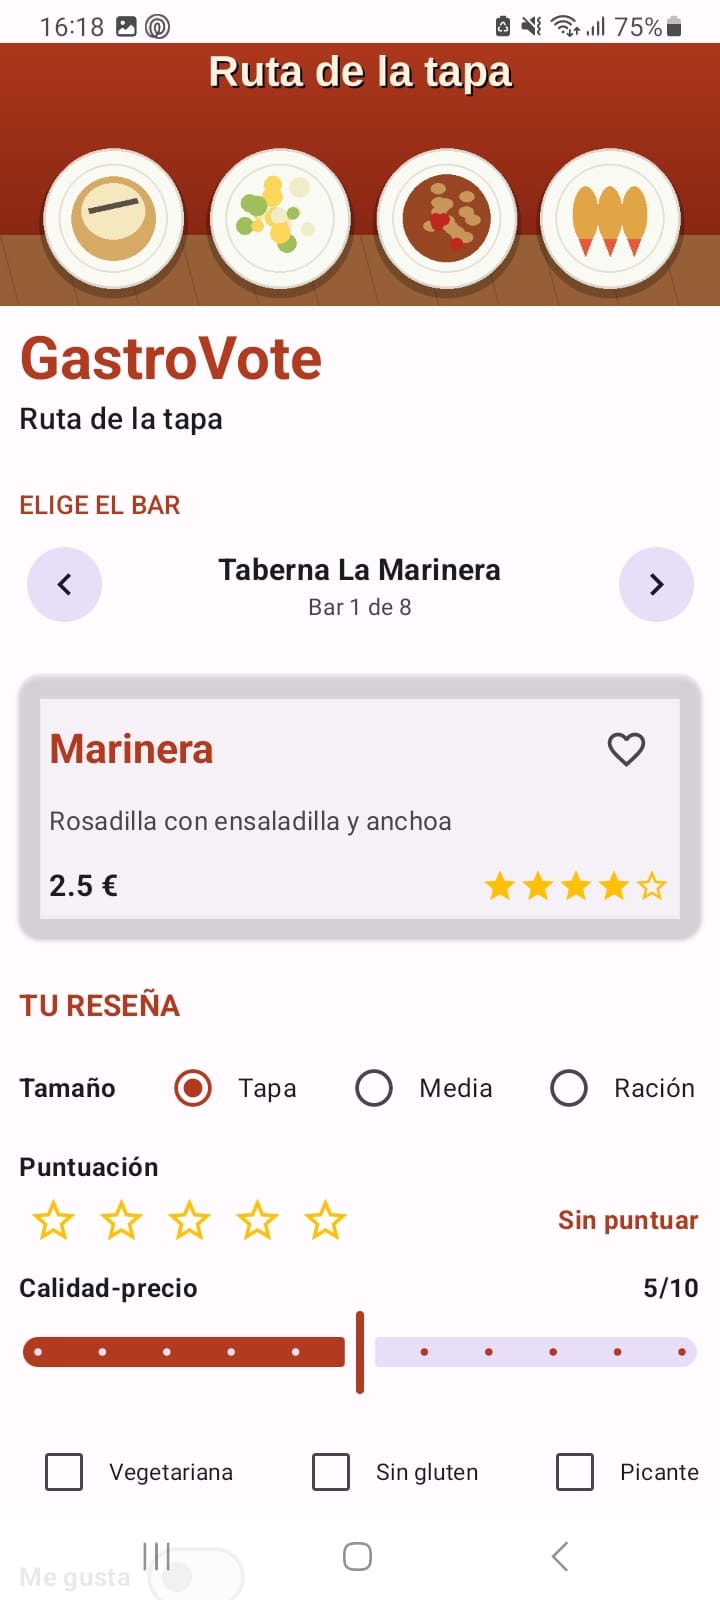 16:18 75%
Ruta de la tapa
GastroVote
Ruta de la tapa
ELIGE EL BAR
Taberna La Marinera
Bar 1 de 8
Marinera
Rosadilla con ensaladilla y anchoa
2.5 €
TU RESEÑA
Tamaño Tapa Media Ración
Puntuación
Sin puntuar
Calidad-precio 5/10
Vegetariana Sin gluten Picante
Me gusta